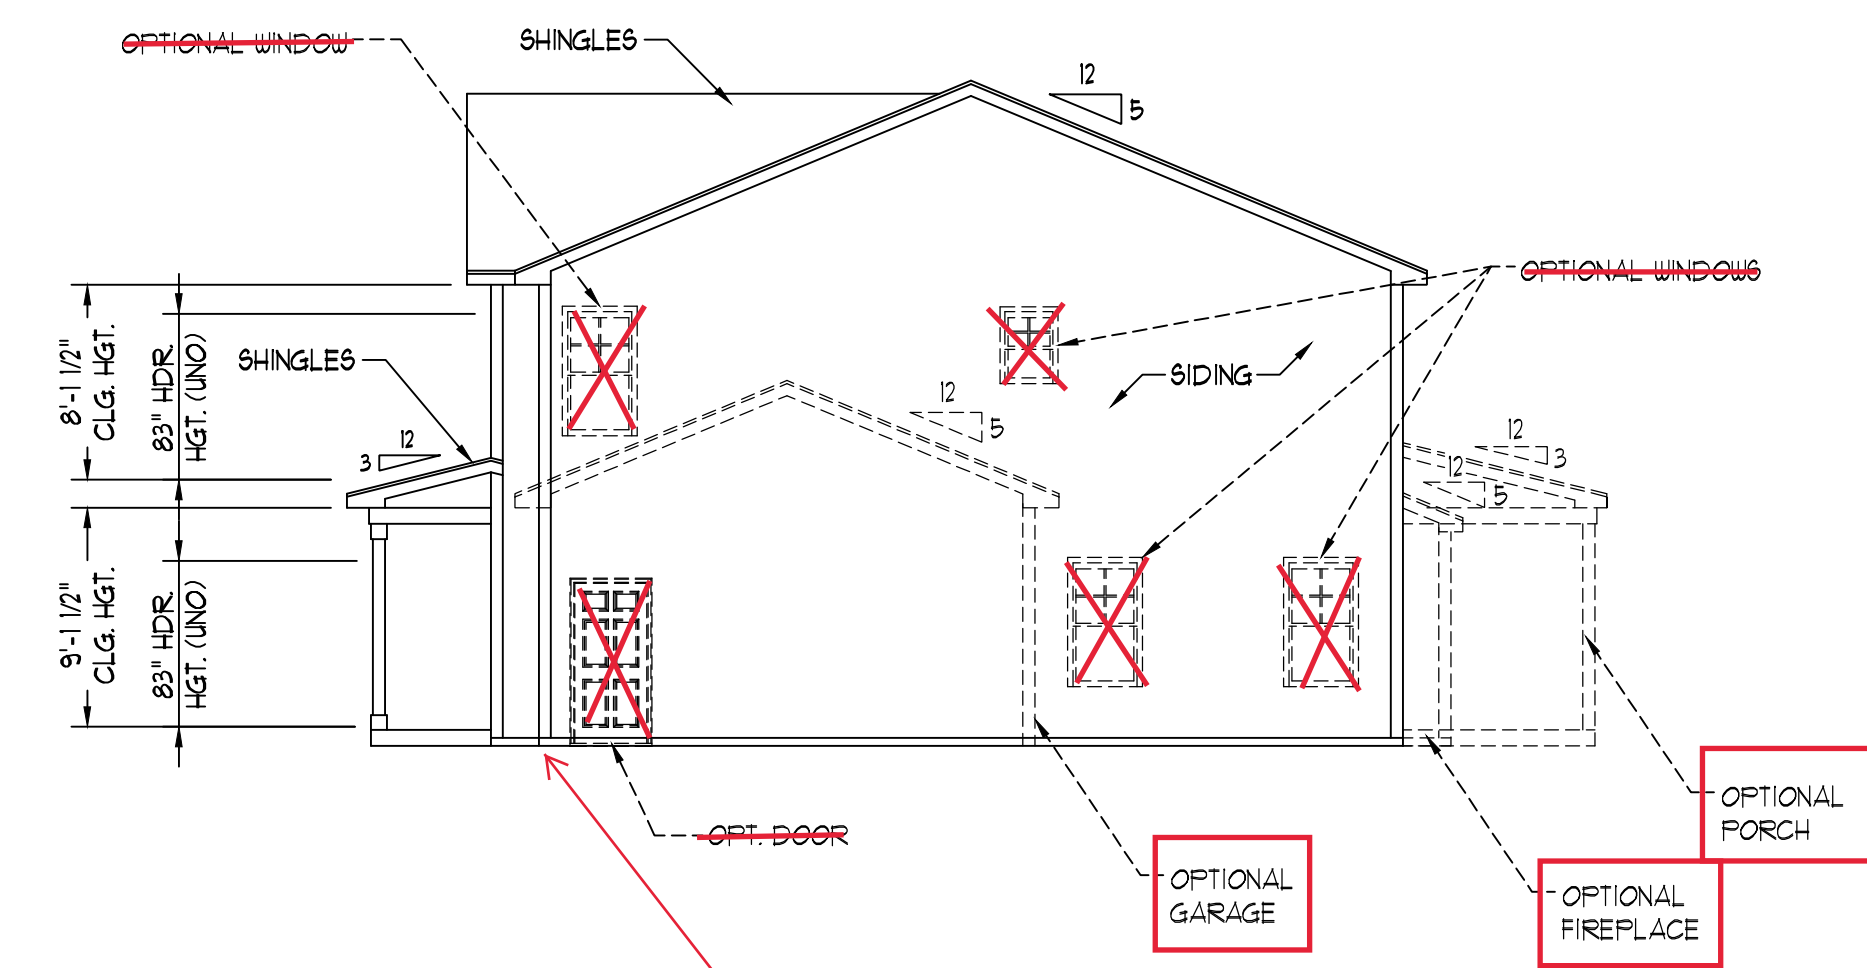 OPTIONAL WINDOW
SHINGLES
12
5
OPTIONAL WINDOWS
8'-1 1/2"
CLG. HGT.
83" HDR.
HGT. (UNO)
SHINGLES
SIDING
12
5
12
3
12
3
12
5
9'-1 1/2"
CLG. HGT.
83" HDR.
HGT. (UNO)
OPT. DOOR
OPTIONAL
GARAGE
OPTIONAL
PORCH
OPTIONAL
FIREPLACE